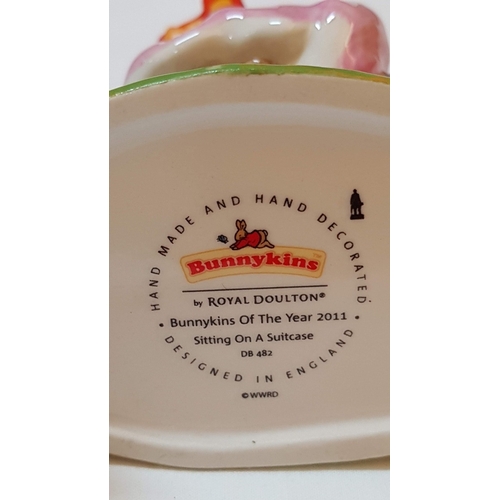 HAND MADE AND HAND DECORATED
Bunnykins™
by ROYAL DOULTON®
• Bunnykins Of The Year 2011 •
Sitting On A Suitcase
DB 482
DESIGNED IN ENGLAND
©WWRD